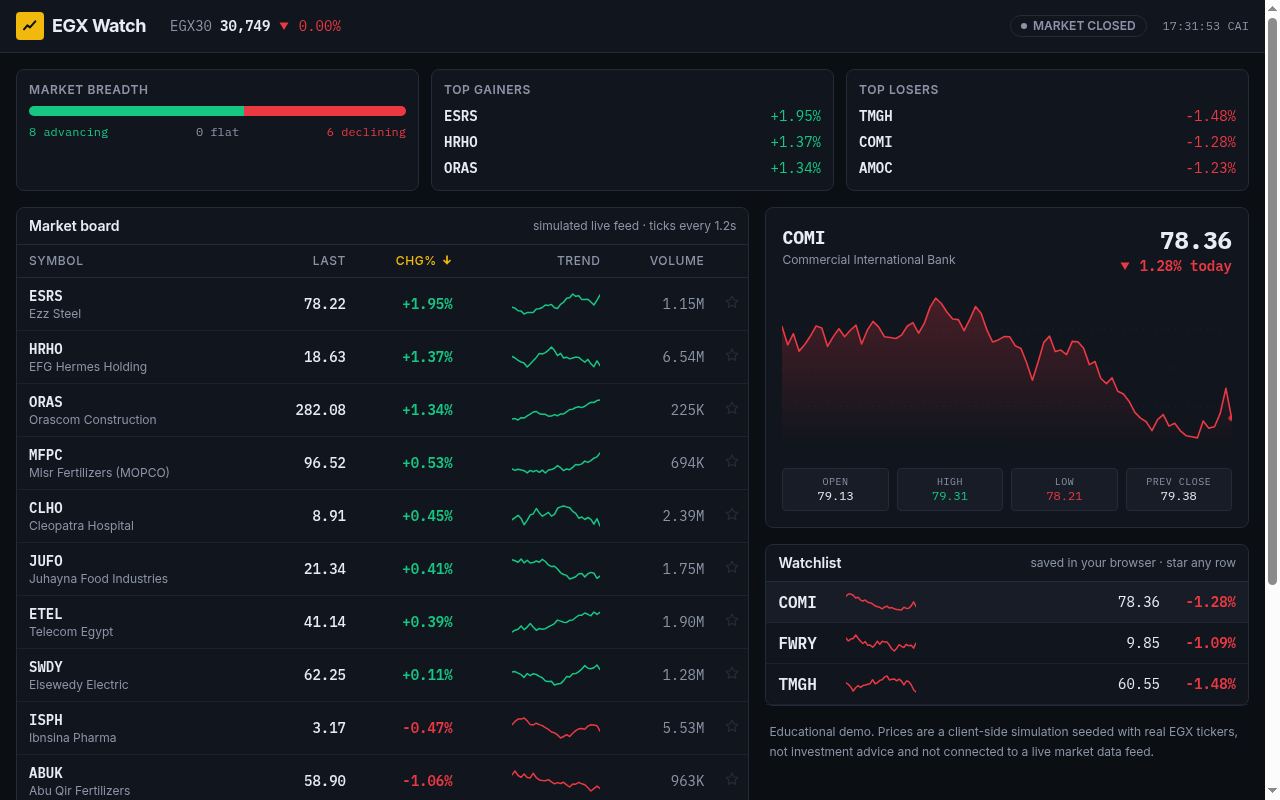 EGX Watch EGX30 30,749 ▼ 0.00% MARKET CLOSED 17:31:53 CAI
MARKET BREADTH
8 advancing 0 flat 6 declining
TOP GAINERS
ESRS +1.95%
HRHO +1.37%
ORAS +1.34%
TOP LOSERS
TMGH -1.48%
COMI -1.28%
AMOC -1.23%
Market board simulated live feed · ticks every 1.2s
SYMBOL LAST CHG% ↓ TREND VOLUME
ESRS 78.22 +1.95% 1.15M
Ezz Steel
HRHO 18.63 +1.37% 6.54M
EFG Hermes Holding
ORAS 282.08 +1.34% 225K
Orascom Construction
MFPC 96.52 +0.53% 694K
Misr Fertilizers (MOPCO)
CLHO 8.91 +0.45% 2.39M
Cleopatra Hospital
JUFO 21.34 +0.41% 1.75M
Juhayna Food Industries
ETEL 41.14 +0.39% 1.90M
Telecom Egypt
SWDY 62.25 +0.11% 1.28M
Elsewedy Electric
ISPH 3.17 -0.47% 5.53M
Ibnsina Pharma
ABUK 58.90 -1.06% 963K
Abu Qir Fertilizers
COMI 78.36
Commercial International Bank ▼ 1.28% today
OPEN HIGH LOW PREV CLOSE
79.13 79.31 78.21 79.38
Watchlist saved in your browser · star any row
COMI 78.36 -1.28%
FWRY 9.85 -1.09%
TMGH 60.55 -1.48%
Educational demo. Prices are a client-side simulation seeded with real EGX tickers,
not investment advice and not connected to a live market data feed.